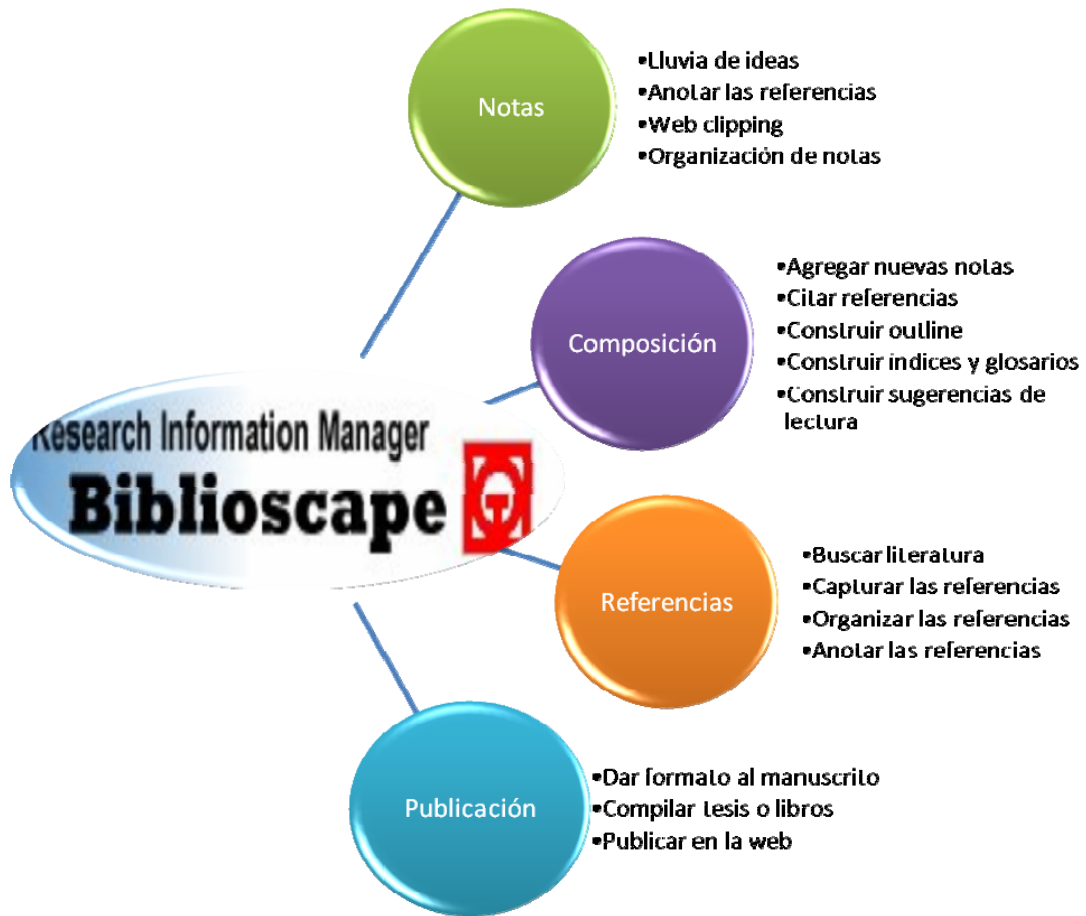 Notas
•Lluvia de ideas
•Anotar las referencias
•Web clipping
•Organización de notas
Composición
•Agregar nuevas notas
•Citar referencias
•Construir outline
•Construir índices y glosarios
•Construir sugerencias de
lectura
Research Information Manager
Biblioscape
Referencias
•Buscar literatura
•Capturar las referencias
•Organizar las referencias
•Anotar las referencias
Publicación
•Dar formato al manuscrito
•Compilar tesis o libros
•Publicar en la web